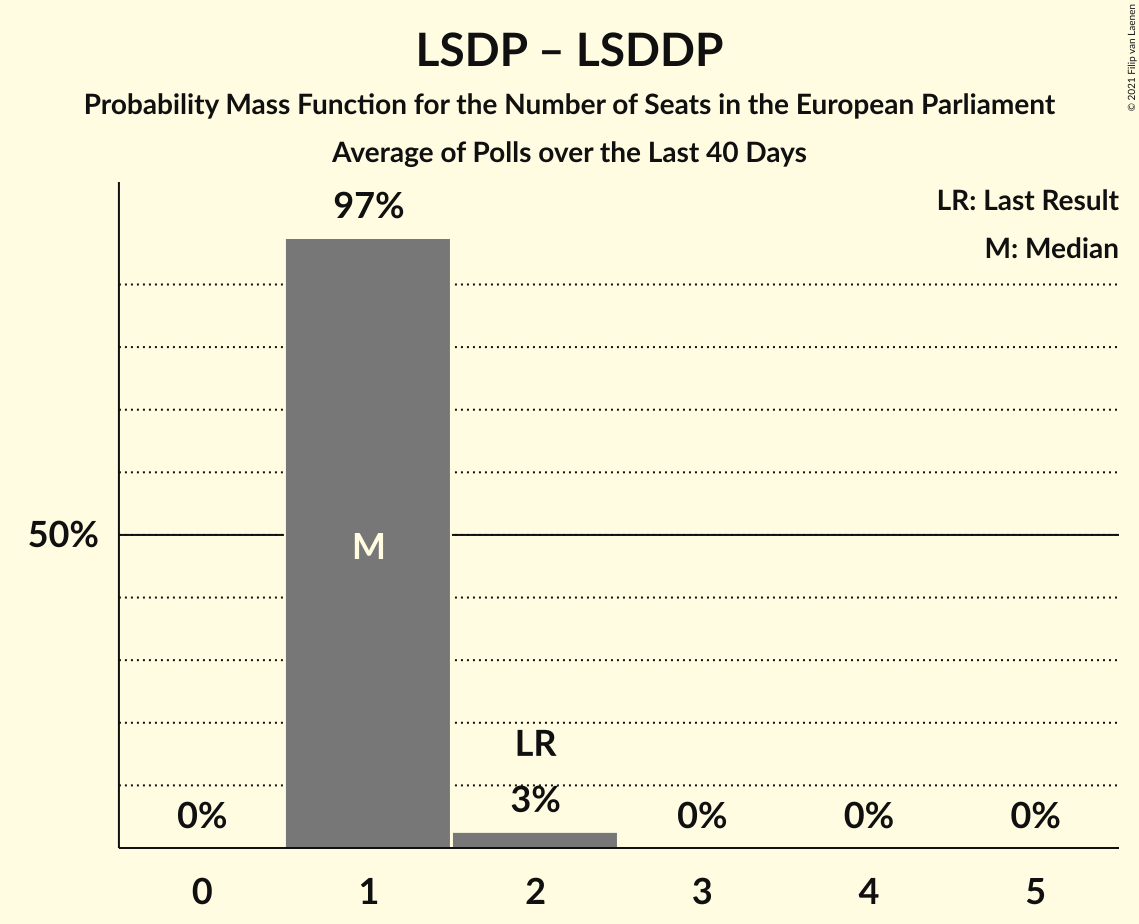 LSDP – LSDDP
Probability Mass Function for the Number of Seats in the European Parliament
Average of Polls over the Last 40 Days
© 2021 Filip van Laenen
LR: Last Result
M: Median
97%
50%
M
LR
0%
3%
0%
0%
0%
0
1
2
3
4
5